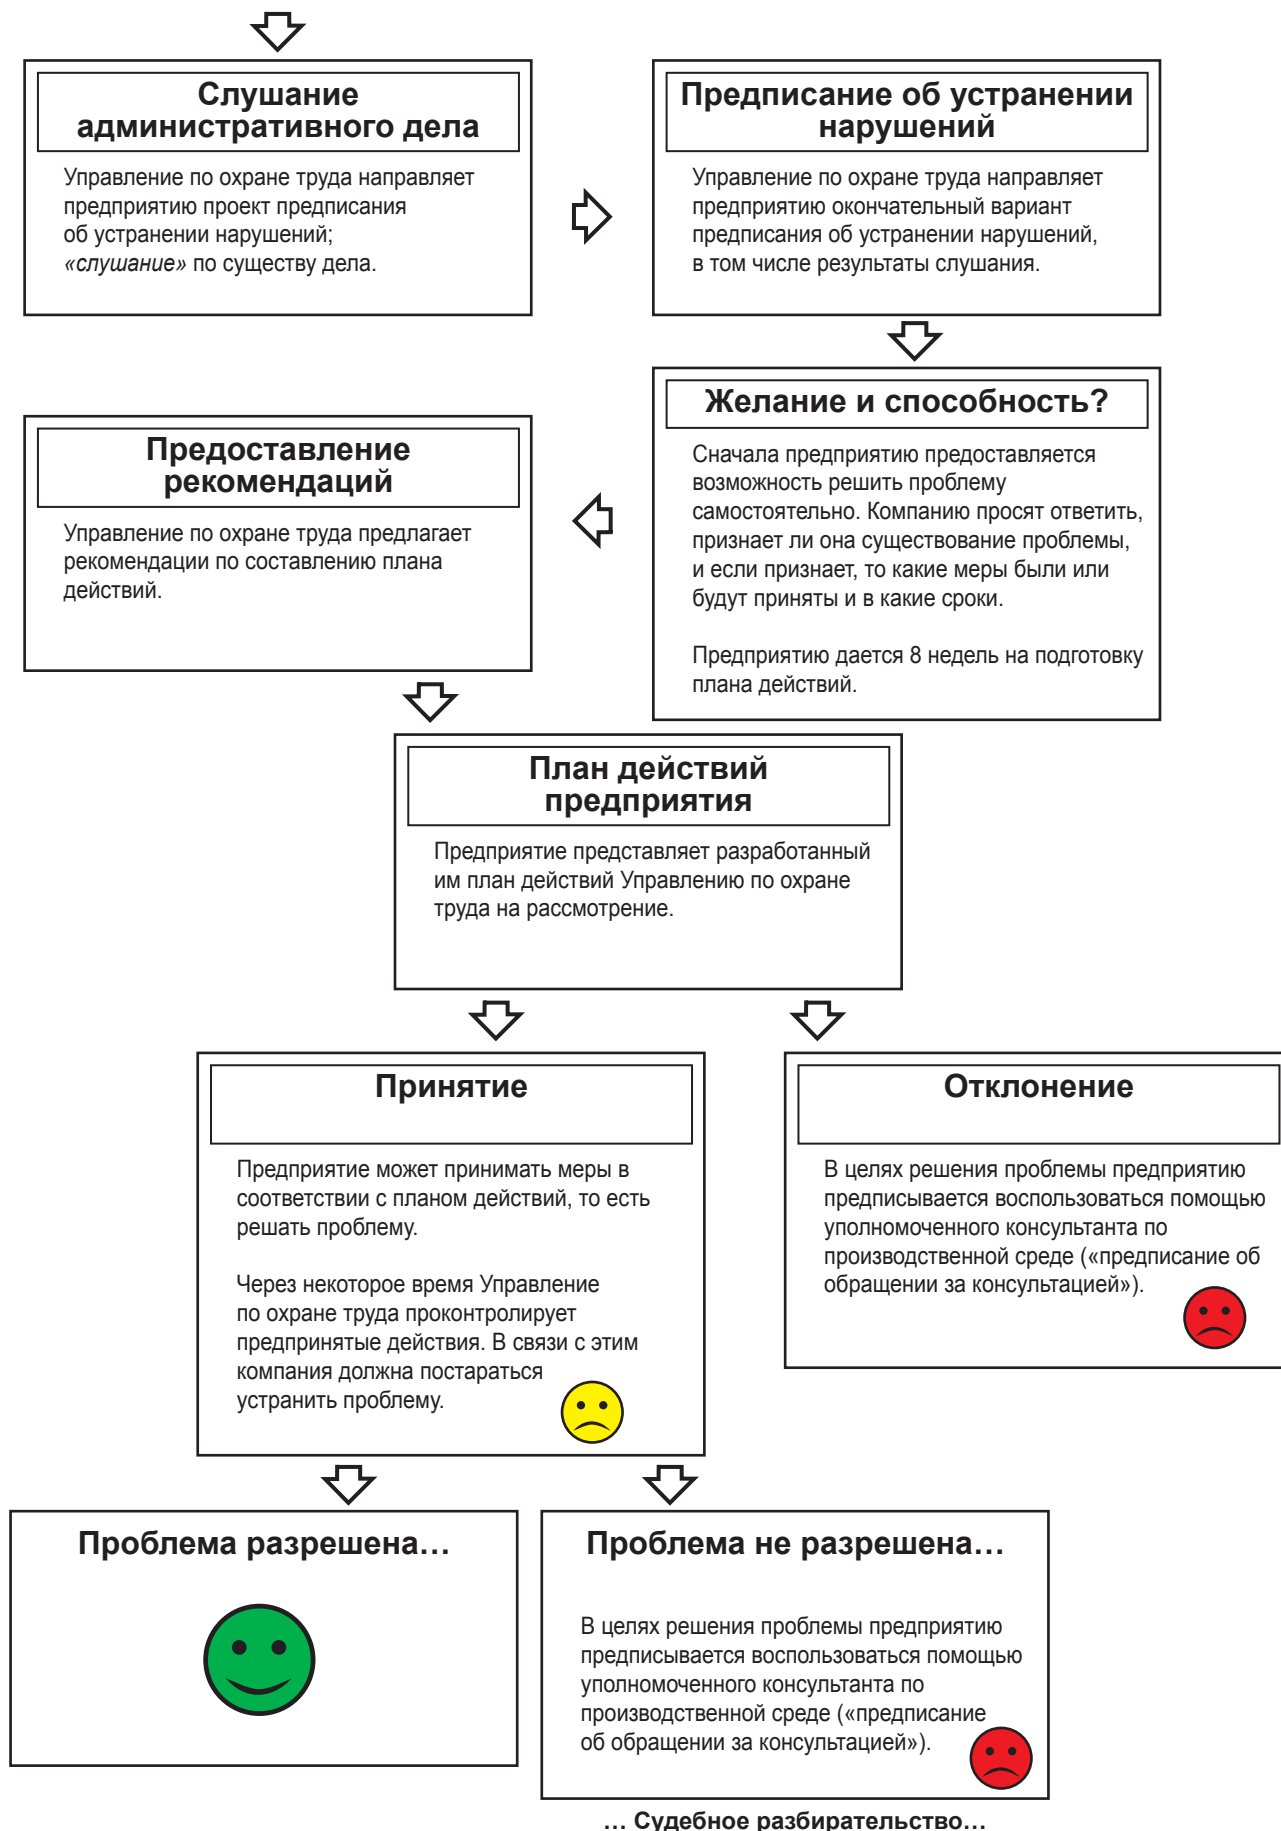 Слушание
административного дела
Управление по охране труда направляет
предприятию проект предписания
об устранении нарушений;
«слушание» по существу дела.
Предписание об устранении
нарушений
Управление по охране труда направляет
предприятию окончательный вариант
предписания об устранении нарушений,
в том числе результаты слушания.
Желание и способность?
Сначала предприятию предоставляется
возможность решить проблему
самостоятельно. Компанию просят ответить,
признает ли она существование проблемы,
и если признает, то какие меры были или
будут приняты и в какие сроки.
Предприятию дается 8 недель на подготовку
плана действий.
Предоставление
рекомендаций
Управление по охране труда предлагает
рекомендации по составлению плана
действий.
План действий
предприятия
Предприятие представляет разработанный
им план действий Управлению по охране
труда на рассмотрение.
Принятие
Предприятие может принимать меры в
соответствии с планом действий, то есть
решать проблему.
Через некоторое время Управление
по охране труда проконтролирует
предпринятые действия. В связи с этим
компания должна постараться
устранить проблему.
Отклонение
В целях решения проблемы предприятию
предписывается воспользоваться помощью
уполномоченного консультанта по
производственной среде («предписание об
обращении за консультацией»).
Проблема разрешена…
Проблема не разрешена…
В целях решения проблемы предприятию
предписывается воспользоваться помощью
уполномоченного консультанта по
производственной среде («предписание
об обращении за консультацией»).
… Судебное разбирательство…